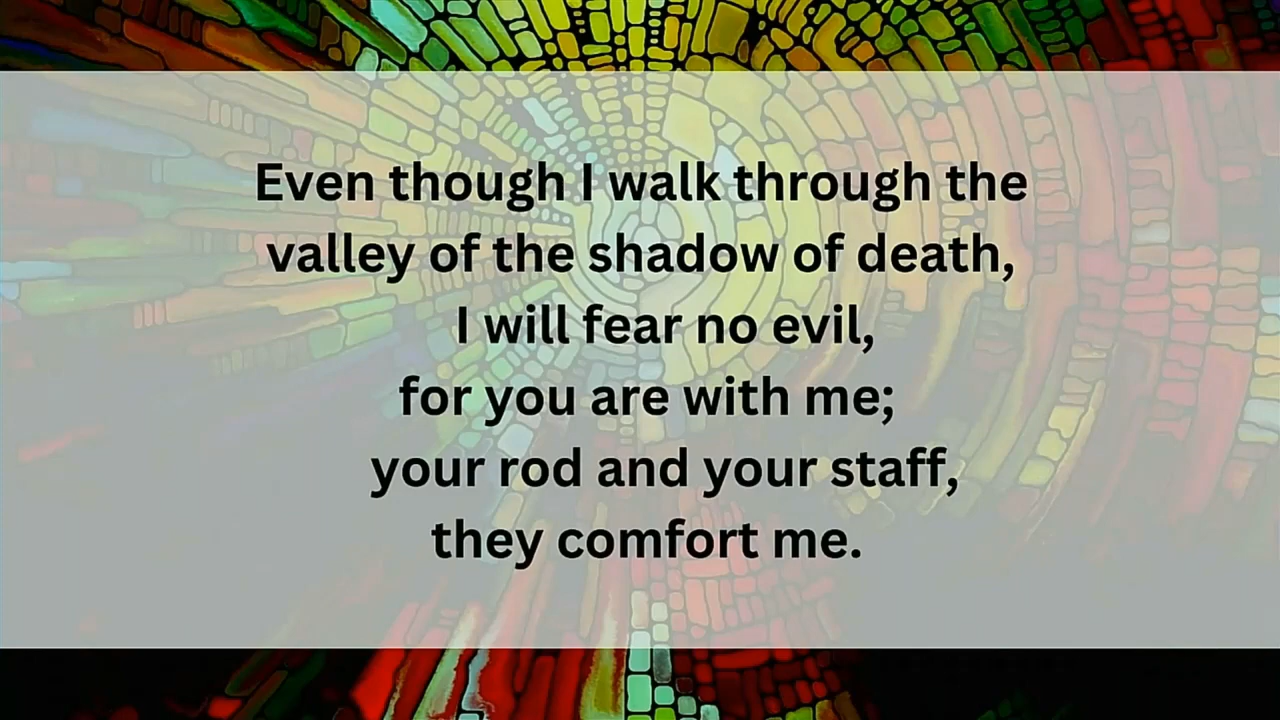 Even though I walk through the
valley of the shadow of death,
I will fear no evil,
for you are with me;
your rod and your staff,
they comfort me.